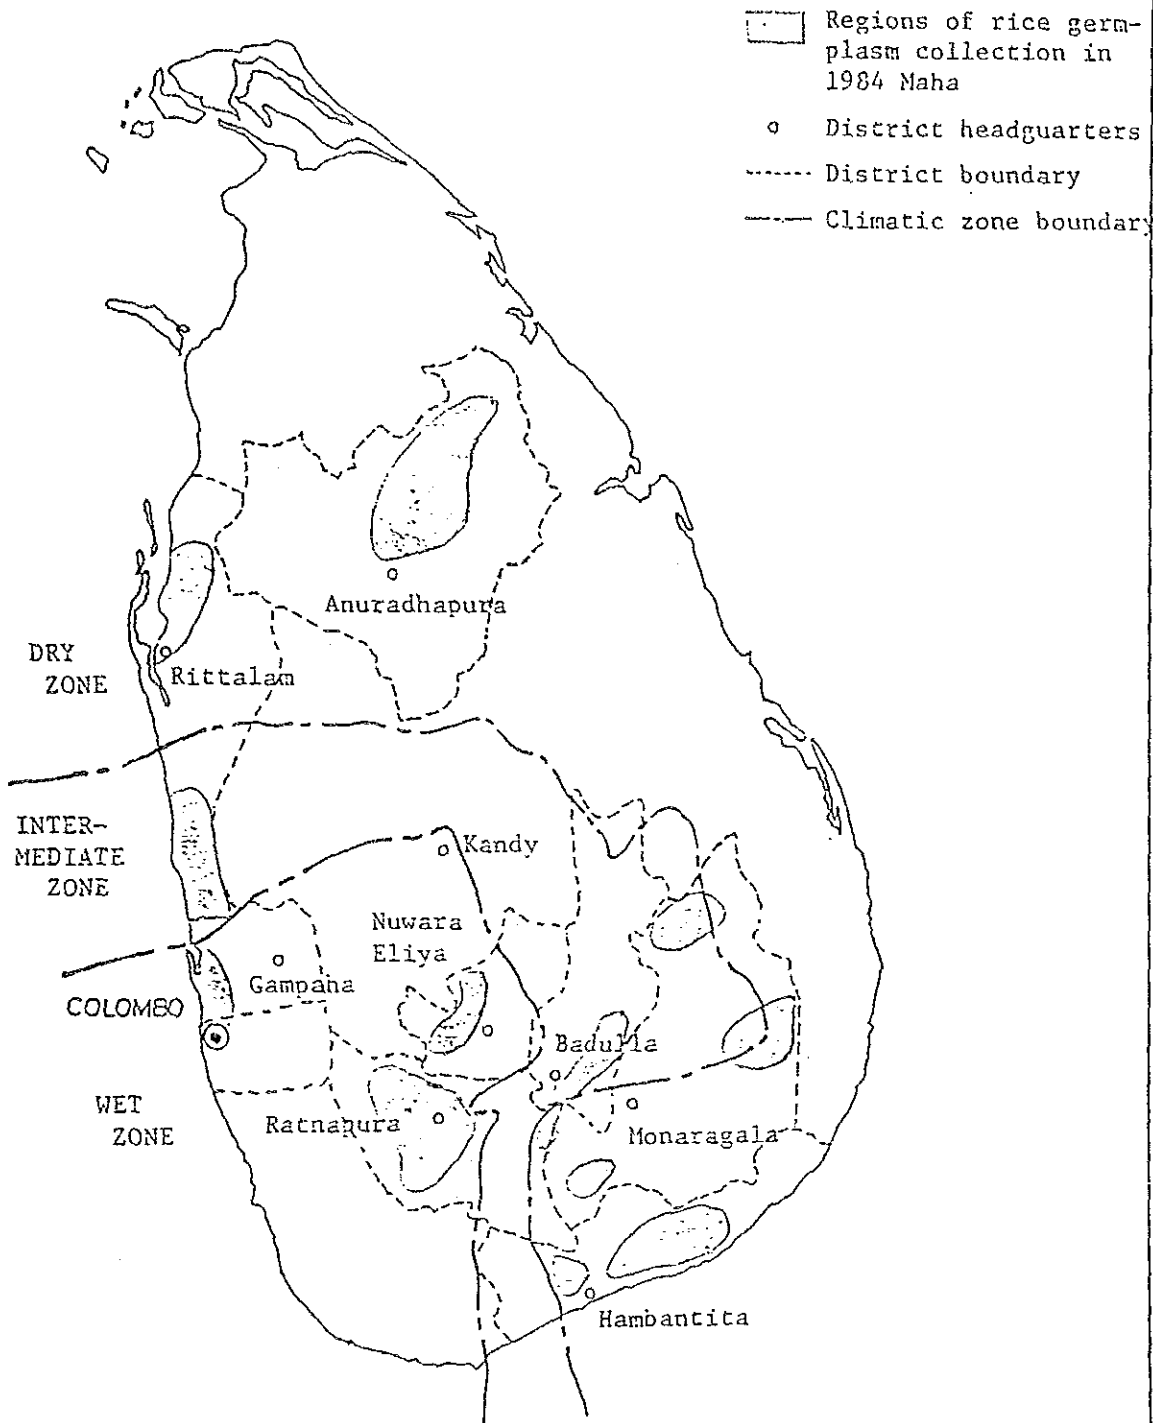 Regions of rice germ-
plasm collection in
1984 Maha
District headguarters
District boundary
Climatic zone boundary
Anuradhapura
DRY
ZONE
Rittalam
INTER-
MEDIATE
ZONE
Kandy
Nuwara
Eliya
Gampaha
COLOMBO
Badulla
WET
ZONE
Ratnapura
Monaragala
Hambantita